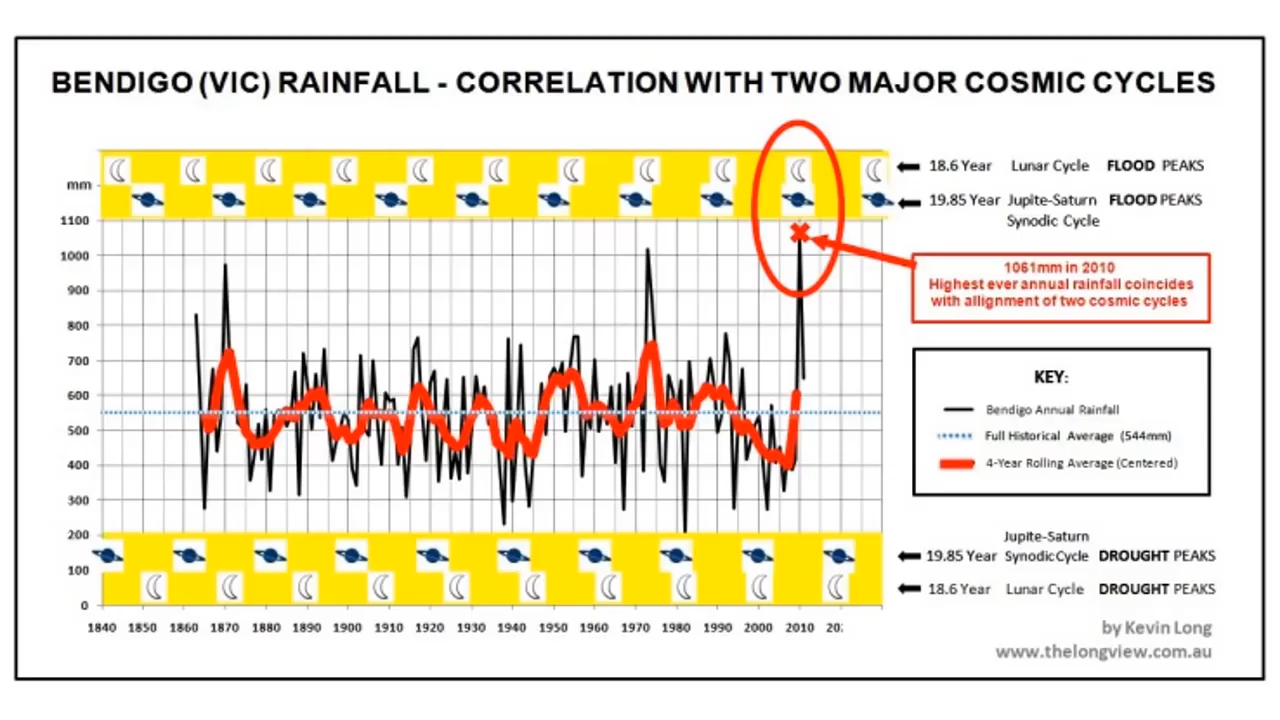 BENDIGO (VIC) RAINFALL - CORRELATION WITH TWO MAJOR COSMIC CYCLES
18.6 Year Lunar Cycle FLOOD PEAKS
mm
19.85 Year Jupite-Saturn FLOOD PEAKS
Synodic Cycle
1100
1000
900
800
700
600
500
400
300
200
100
0
1061mm in 2010
Highest ever annual rainfall coincides
with allignment of two cosmic cycles
KEY:
Bendigo Annual Rainfall
Full Historical Average (544mm)
4-Year Rolling Average (Centered)
Jupite-Saturn
19.85 Year Synodic Cycle DROUGHT PEAKS
18.6 Year Lunar Cycle DROUGHT PEAKS
1840 1850 1860 1870 1880 1890 1900 1910 1920 1930 1940 1950 1960 1970 1980 1990 2000 2010
by Kevin Long
www.thelongview.com.au